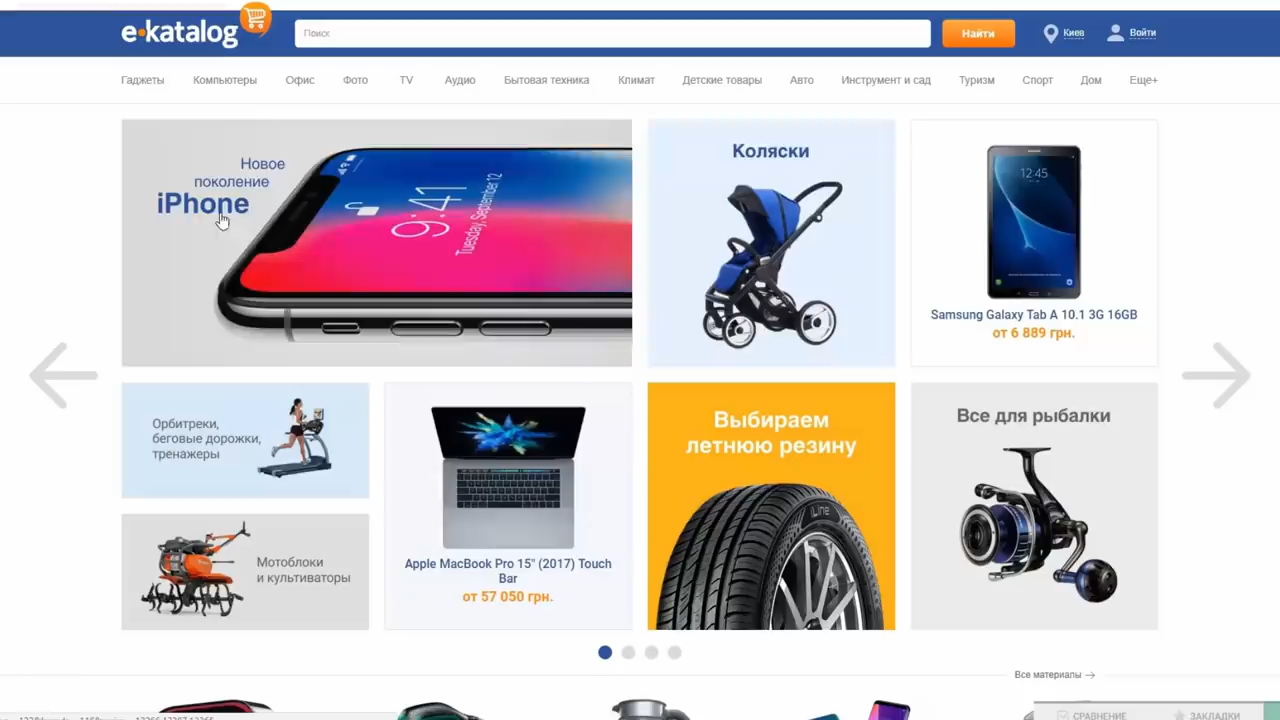 e·katalog
Поиск
Найти
Киев
Войти
Гаджеты Компьютеры Офис Фото TV Аудио Бытовая техника Климат Детские товары Авто Инструмент и сад Туризм Спорт Дом Еще+
Новое
поколение
iPhone
9:41
Tuesday, September 12
Коляски
12:45
Samsung Galaxy Tab A 10.1 3G 16GB
от 6 889 грн.
Орбитреки,
беговые дорожки,
тренажеры
Мотоблоки
и культиваторы
Apple MacBook Pro 15" (2017) Touch
Bar
от 57 050 грн.
Выбираем
летнюю резину
iLine
Все для рыбалки
Все материалы →
СРАВНЕНИЕ
ЗАКЛАДКИ